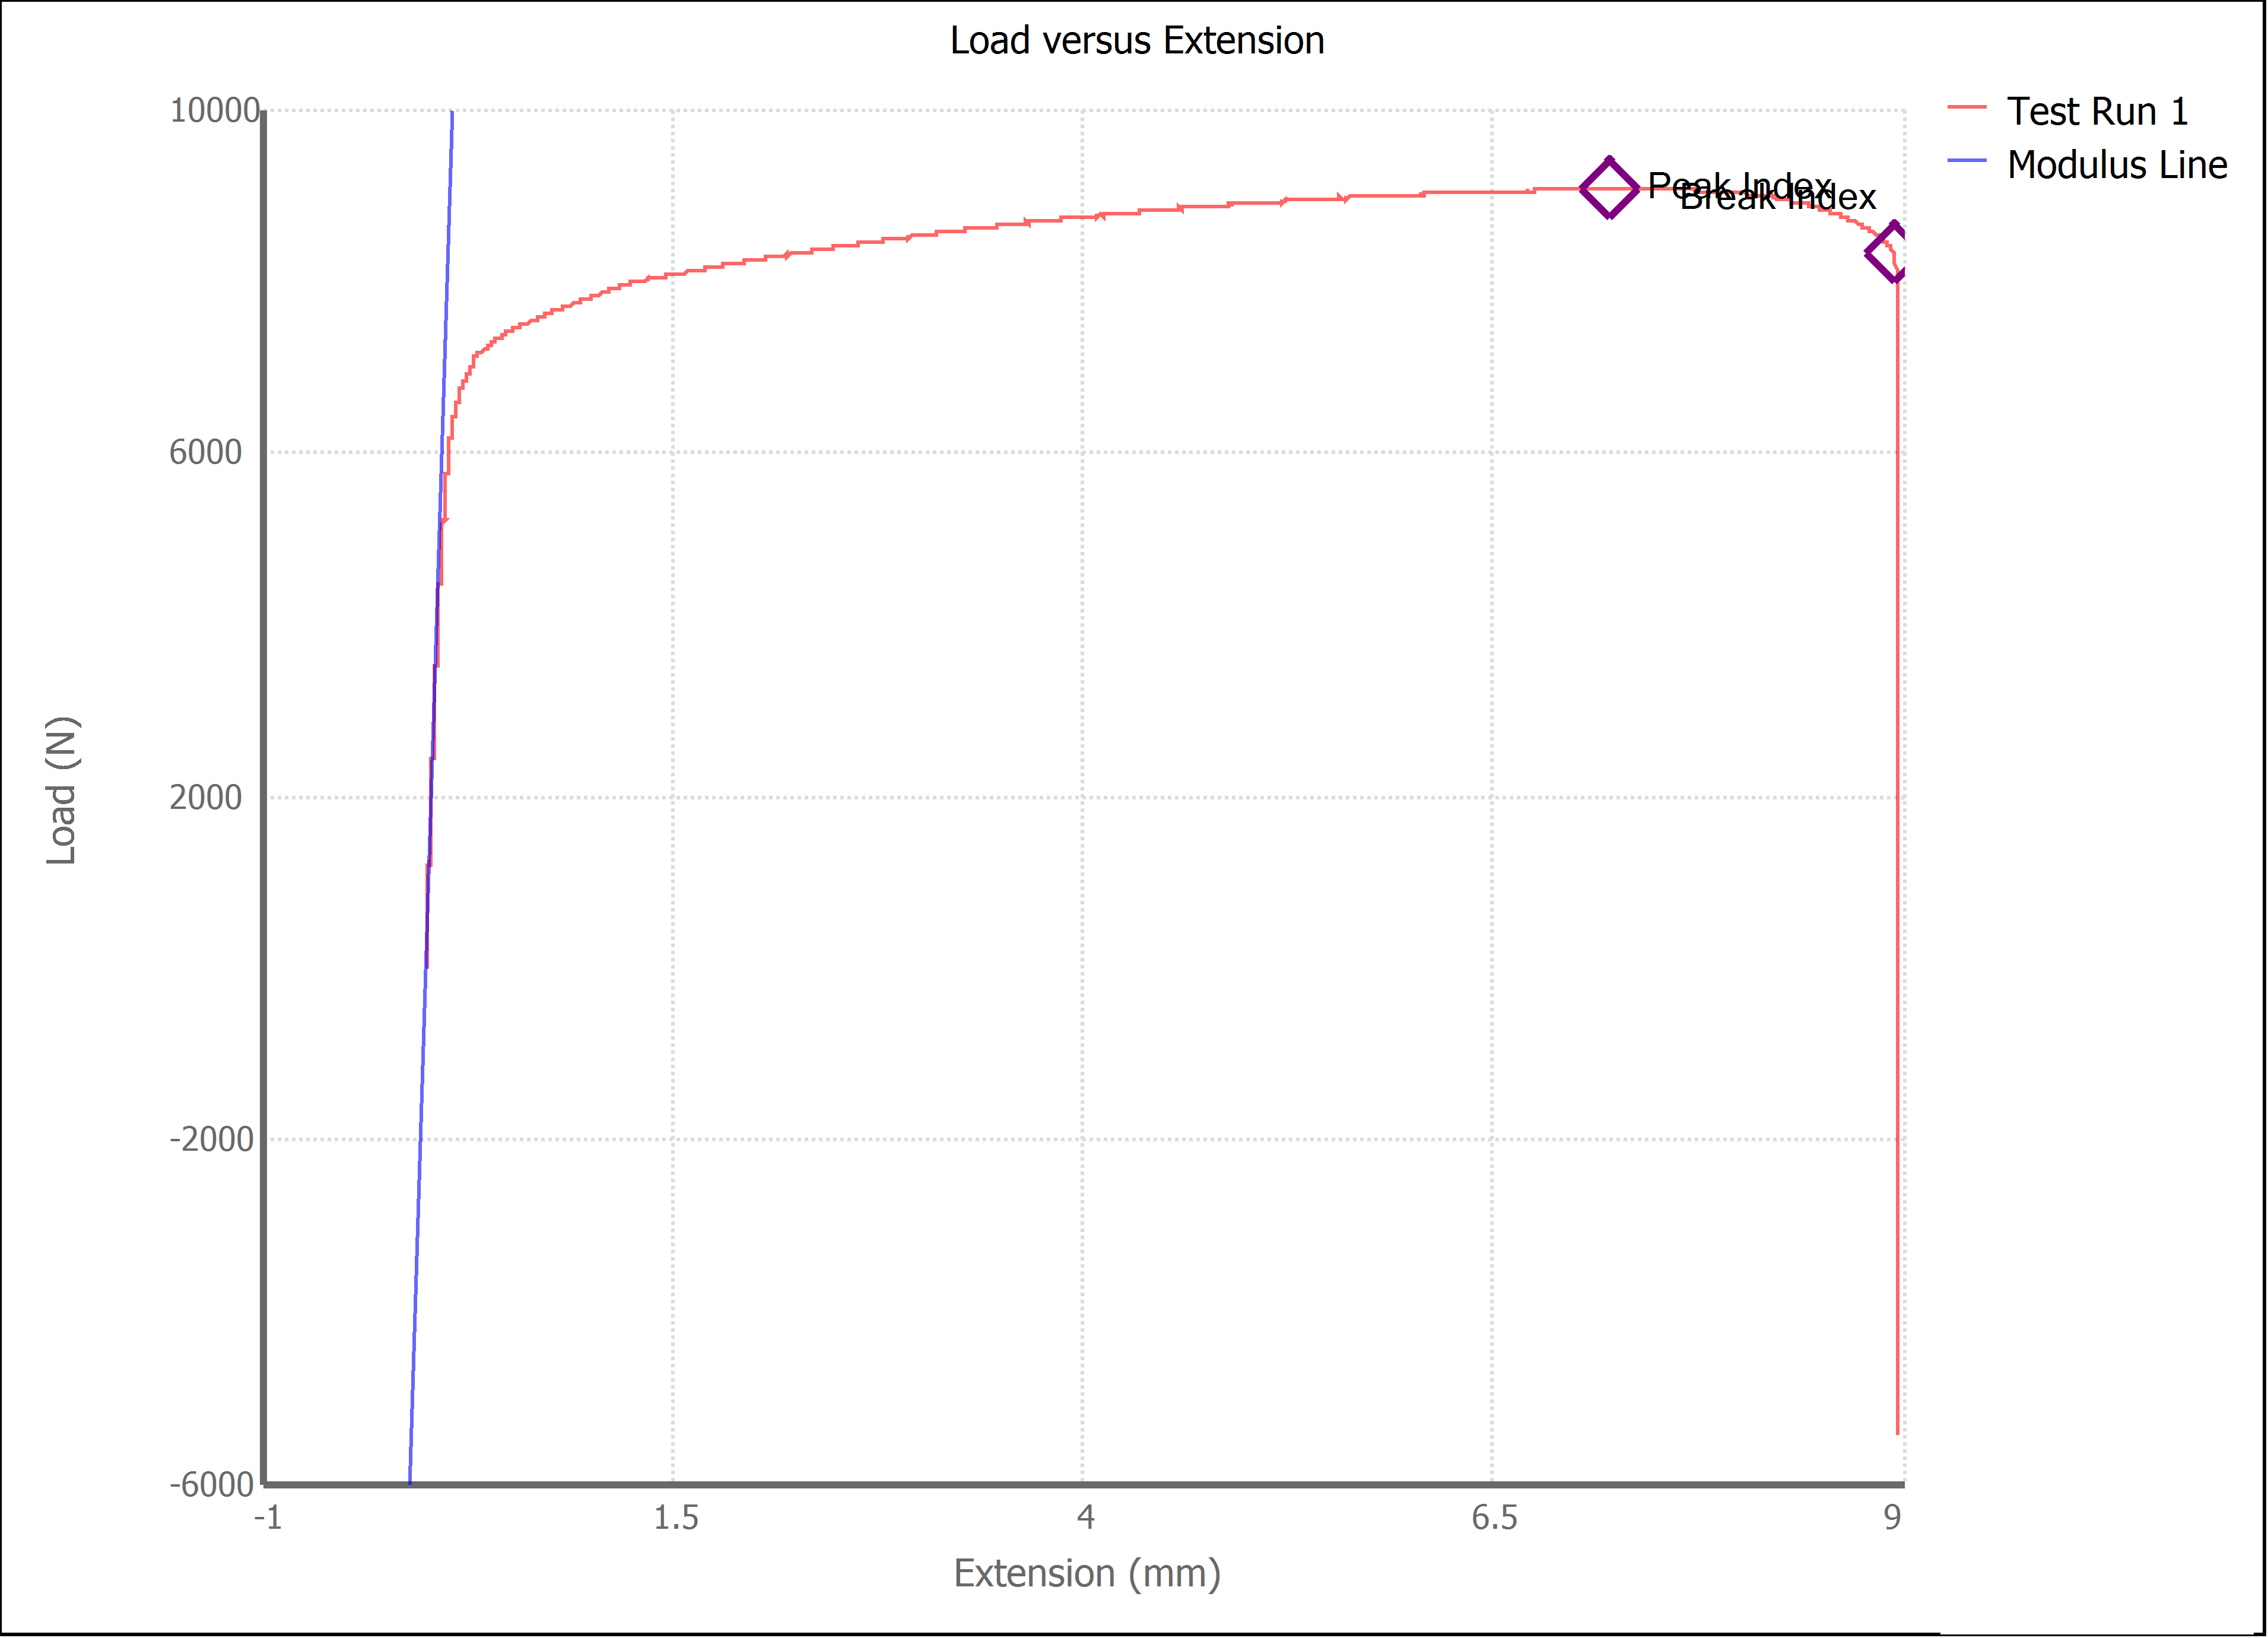 Load versus Extension
Test Run 1
Modulus Line
10000
6000
2000
-2000
-6000
Load (N)
Peak Index
Break Index
-1
1.5
4
6.5
9
Extension (mm)